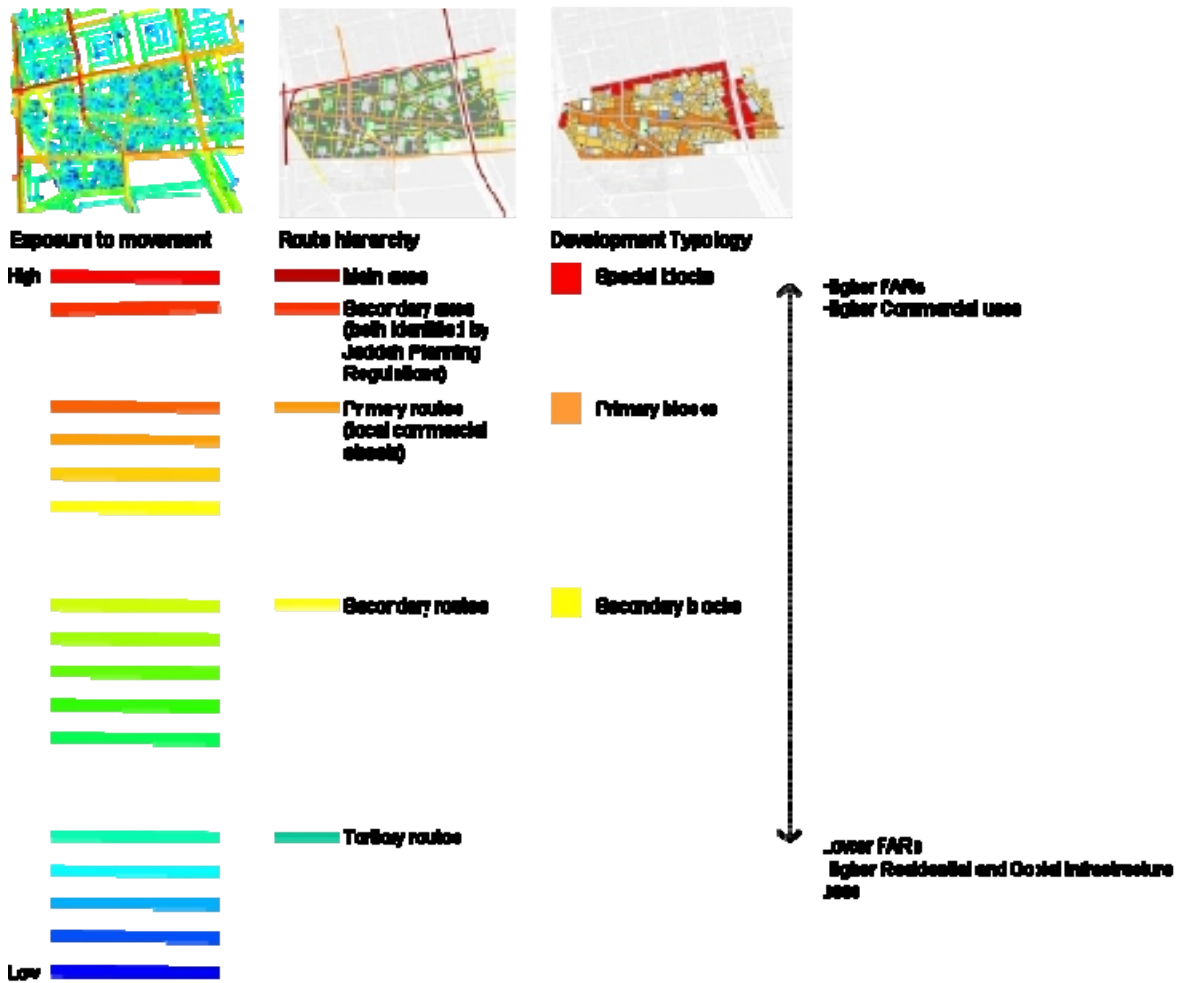 Exposure to movement
Route hierarchy
Development Typology
High
Main axes
Secondary axes
(both identified by
Jeddah Planning
Regulations)
Primary routes
(local commercial
streets)
Secondary routes
Tertiary routes
Low
Special blocks
Primary blocks
Secondary blocks
Higher FARs
Higher Commercial uses
Lower FARs
Higher Residential and Social Infrastructure
uses